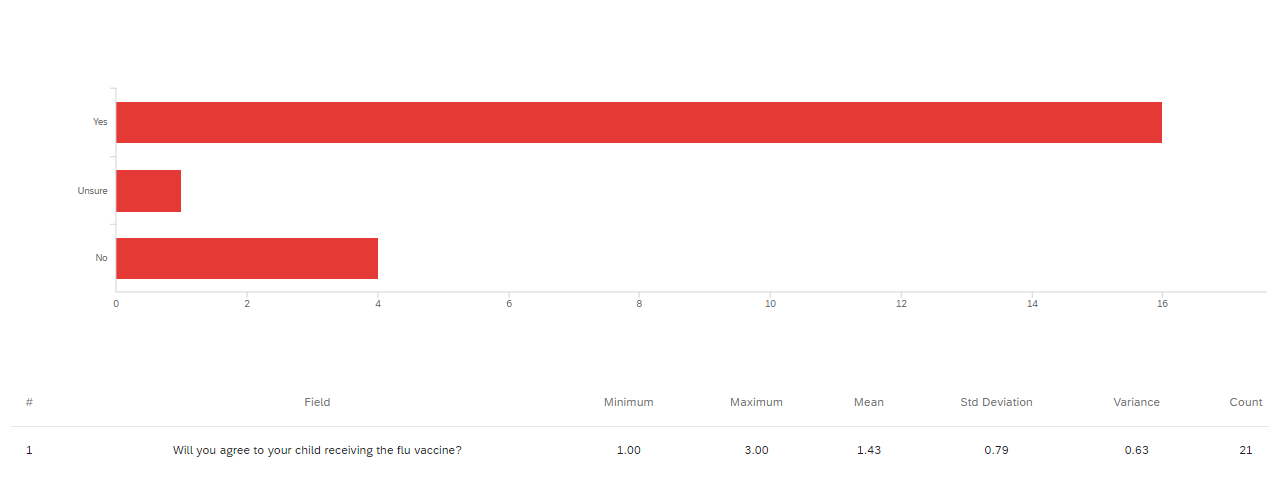 Yes
Unsure
No
0 2 4 6 8 10 12 14 16
# Field Minimum Maximum Mean Std Deviation Variance Count
1 Will you agree to your child receiving the flu vaccine? 1.00 3.00 1.43 0.79 0.63 21